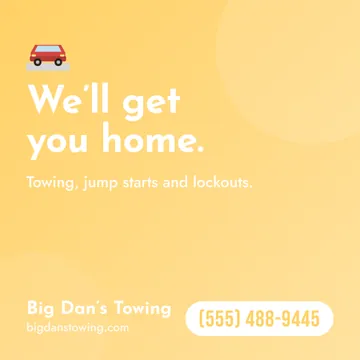 We'll get
you home.
Towing, jump starts and lockouts.
Big Dan's Towing
bigdanstowing.com
(555) 488-9445